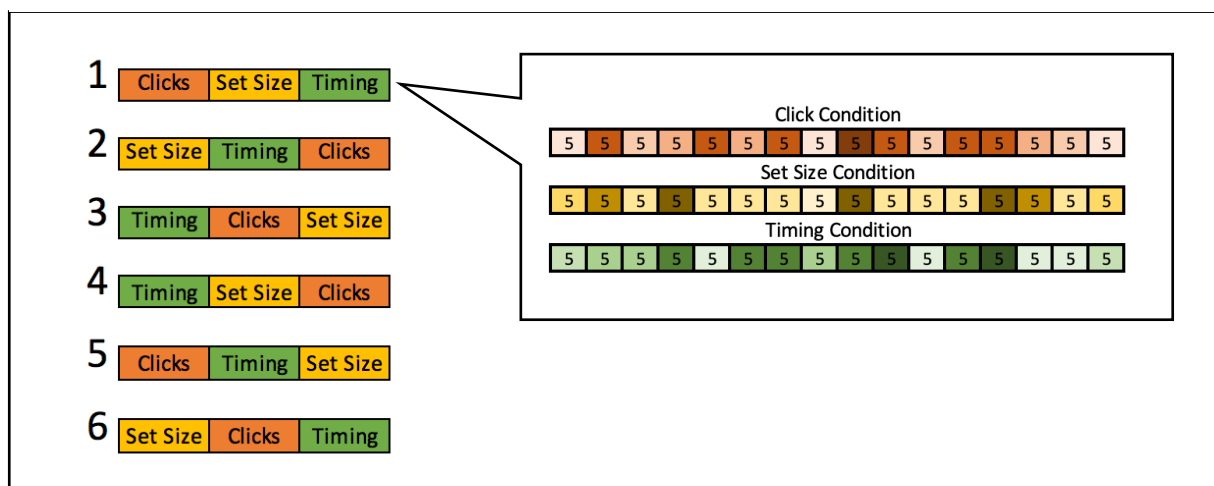 1 Clicks Set Size Timing
2 Set Size Timing Clicks
3 Timing Clicks Set Size
4 Timing Set Size Clicks
5 Clicks Timing Set Size
6 Set Size Clicks Timing
Click Condition
5 5 5 5 5 5 5 5 5 5 5 5 5 5 5 5
Set Size Condition
5 5 5 5 5 5 5 5 5 5 5 5 5 5 5 5
Timing Condition
5 5 5 5 5 5 5 5 5 5 5 5 5 5 5 5